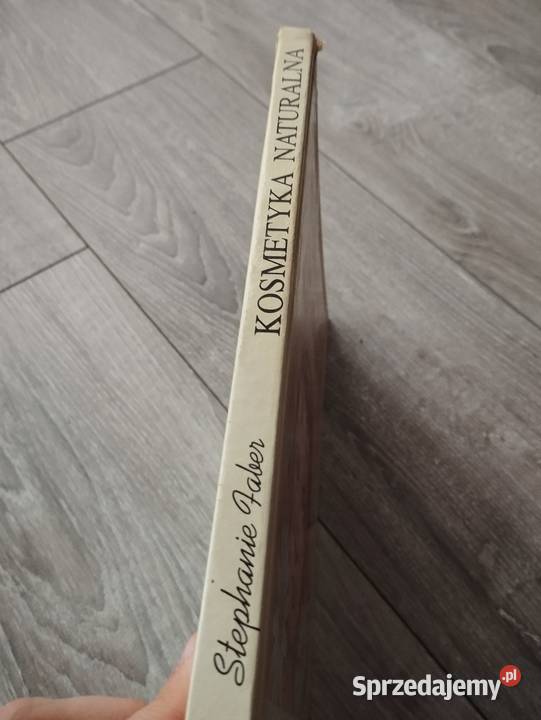 Stephanie Faber
KOSMETYKA NATURALNA
Sprzedajemy.pl